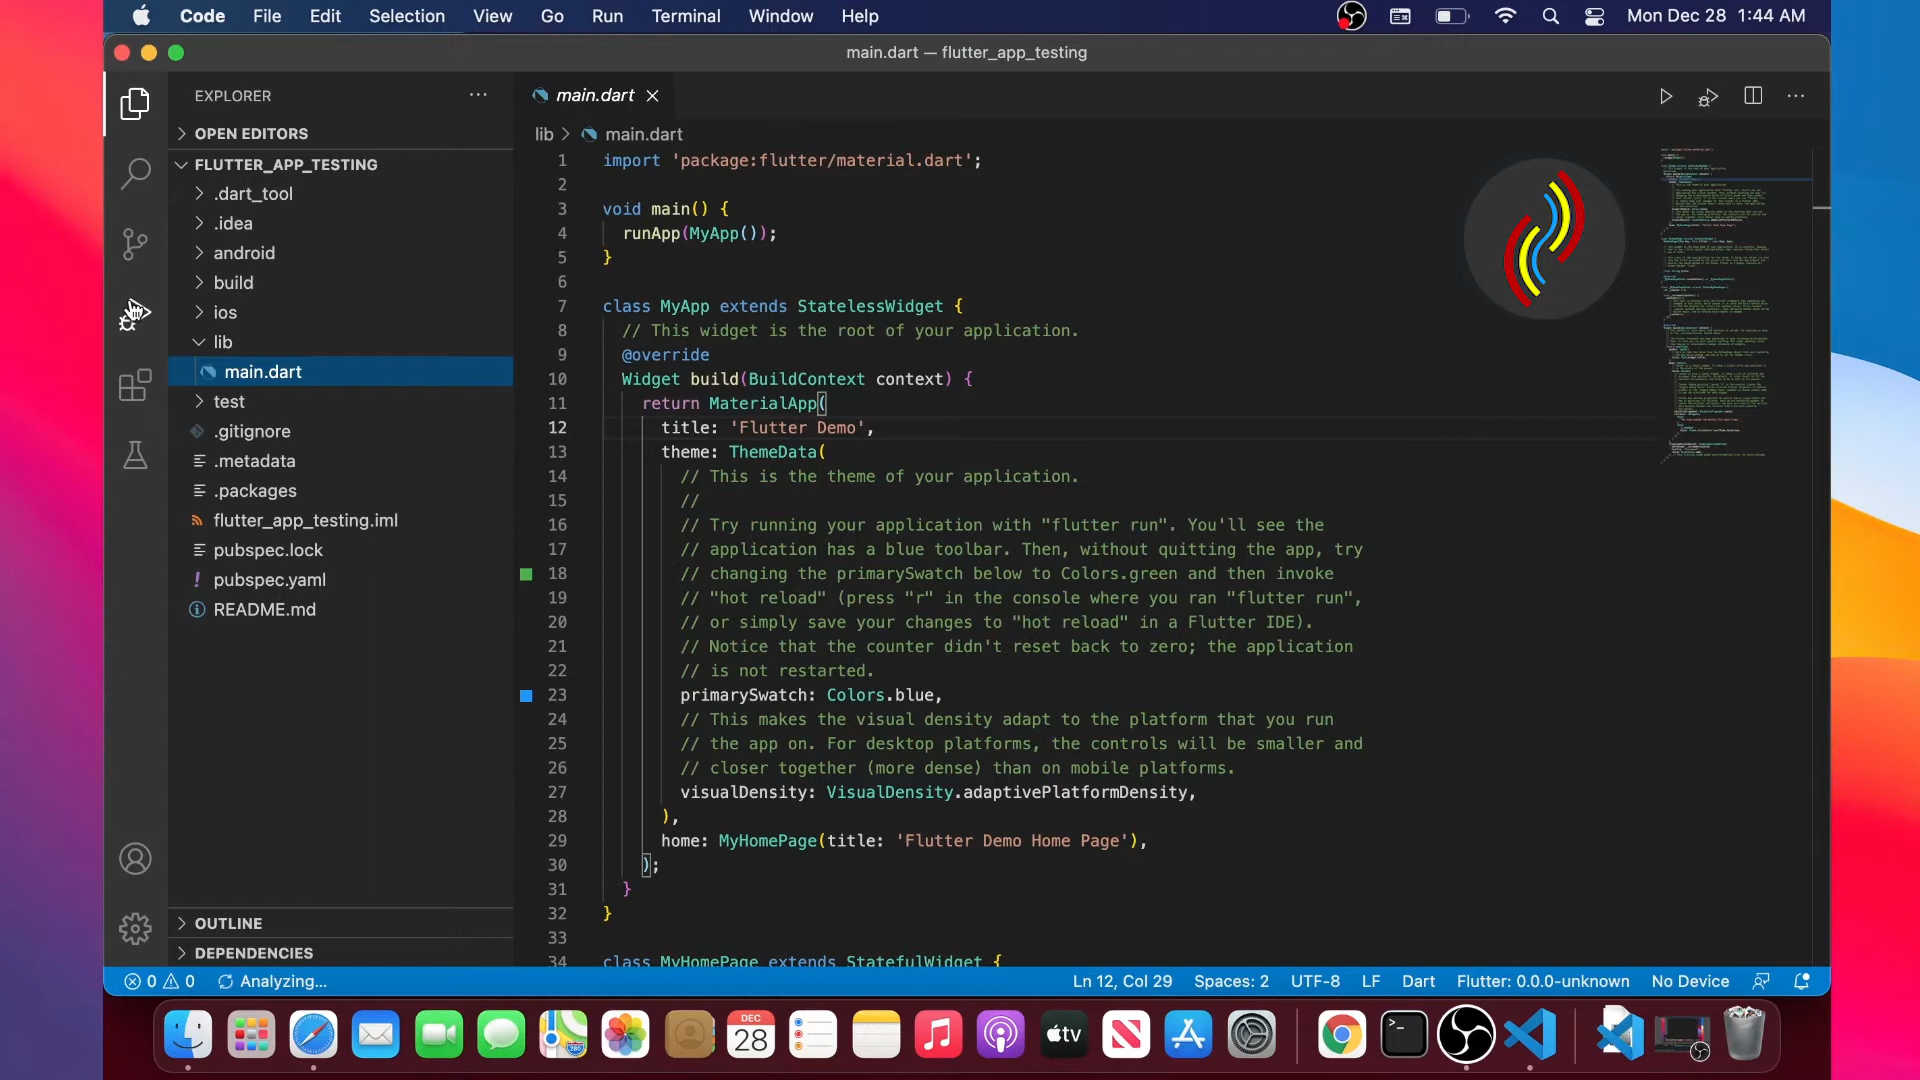 Code File Edit Selection View Go Run Terminal Window Help Mon Dec 28 1:44 AM
main.dart — flutter_app_testing
EXPLORER
OPEN EDITORS
FLUTTER_APP_TESTING
.dart_tool
.idea
android
build
ios
lib
main.dart
test
.gitignore
.metadata
.packages
flutter_app_testing.iml
pubspec.lock
pubspec.yaml
README.md
OUTLINE
DEPENDENCIES
main.dart
lib > main.dart
1 import 'package:flutter/material.dart';
2
3 void main() {
4 runApp(MyApp());
5 }
6
7 class MyApp extends StatelessWidget {
8 // This widget is the root of your application.
9 @override
10 Widget build(BuildContext context) {
11 return MaterialApp(
12 title: 'Flutter Demo',
13 theme: ThemeData(
14 // This is the theme of your application.
15 //
16 // Try running your application with "flutter run". You'll see the
17 // application has a blue toolbar. Then, without quitting the app, try
18 // changing the primarySwatch below to Colors.green and then invoke
19 // "hot reload" (press "r" in the console where you ran "flutter run",
20 // or simply save your changes to "hot reload" in a Flutter IDE).
21 // Notice that the counter didn't reset back to zero; the application
22 // is not restarted.
23 primarySwatch: Colors.blue,
24 // This makes the visual density adapt to the platform that you run
25 // the app on. For desktop platforms, the controls will be smaller and
26 // closer together (more dense) than on mobile platforms.
27 visualDensity: VisualDensity.adaptivePlatformDensity,
28 ),
29 home: MyHomePage(title: 'Flutter Demo Home Page'),
30 );
31 }
32 }
33
34 class MyHomePage extends StatefulWidget {
0 0 Analyzing... Ln 12, Col 29 Spaces: 2 UTF-8 LF Dart Flutter: 0.0.0-unknown No Device
DEC
28
tv